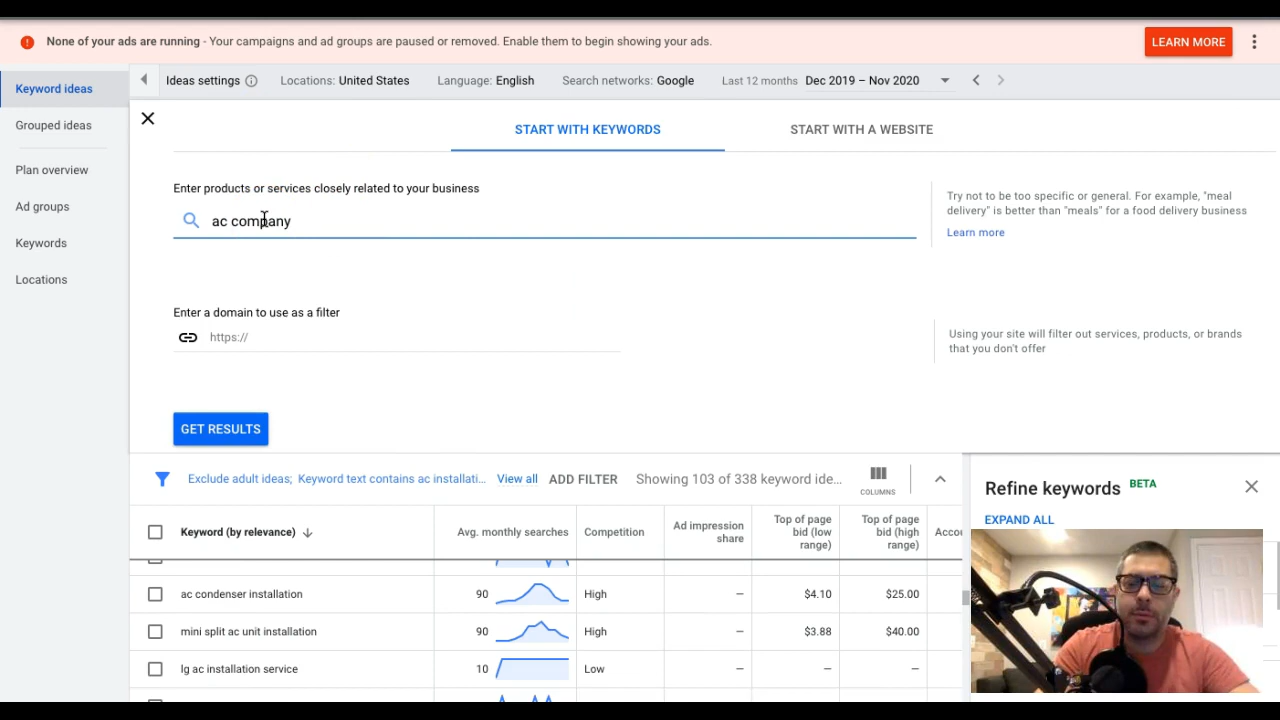 None of your ads are running - Your campaigns and ad groups are paused or removed. Enable them to begin showing your ads.
LEARN MORE
Keyword ideas
Grouped ideas
Plan overview
Ad groups
Keywords
Locations
Ideas settings
Locations: United States
Language: English
Search networks: Google
Last 12 months Dec 2019 – Nov 2020
START WITH KEYWORDS
START WITH A WEBSITE
Enter products or services closely related to your business
ac company
Try not to be too specific or general. For example, "meal
delivery" is better than "meals" for a food delivery business
Learn more
Enter a domain to use as a filter
https://
Using your site will filter out services, products, or brands
that you don't offer
GET RESULTS
Exclude adult ideas; Keyword text contains ac installati...
View all
ADD FILTER
Showing 103 of 338 keyword ide...
COLUMNS
Refine keywords BETA
EXPAND ALL
Keyword (by relevance)
Avg. monthly searches
Competition
Ad impression
share
Top of page
bid (low
range)
Top of page
bid (high
range)
Accou
ac condenser installation 90 High – $4.10 $25.00
mini split ac unit installation 90 High – $3.88 $40.00
lg ac installation service 10 Low – – –